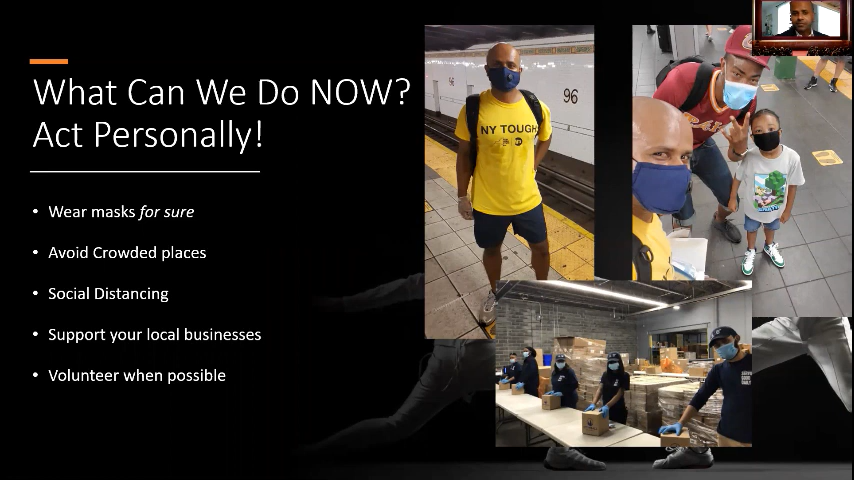 What Can We Do NOW?
Act Personally!
• Wear masks for sure
• Avoid Crowded places
• Social Distancing
• Support your local businesses
• Volunteer when possible
96
96
NY TOUGH